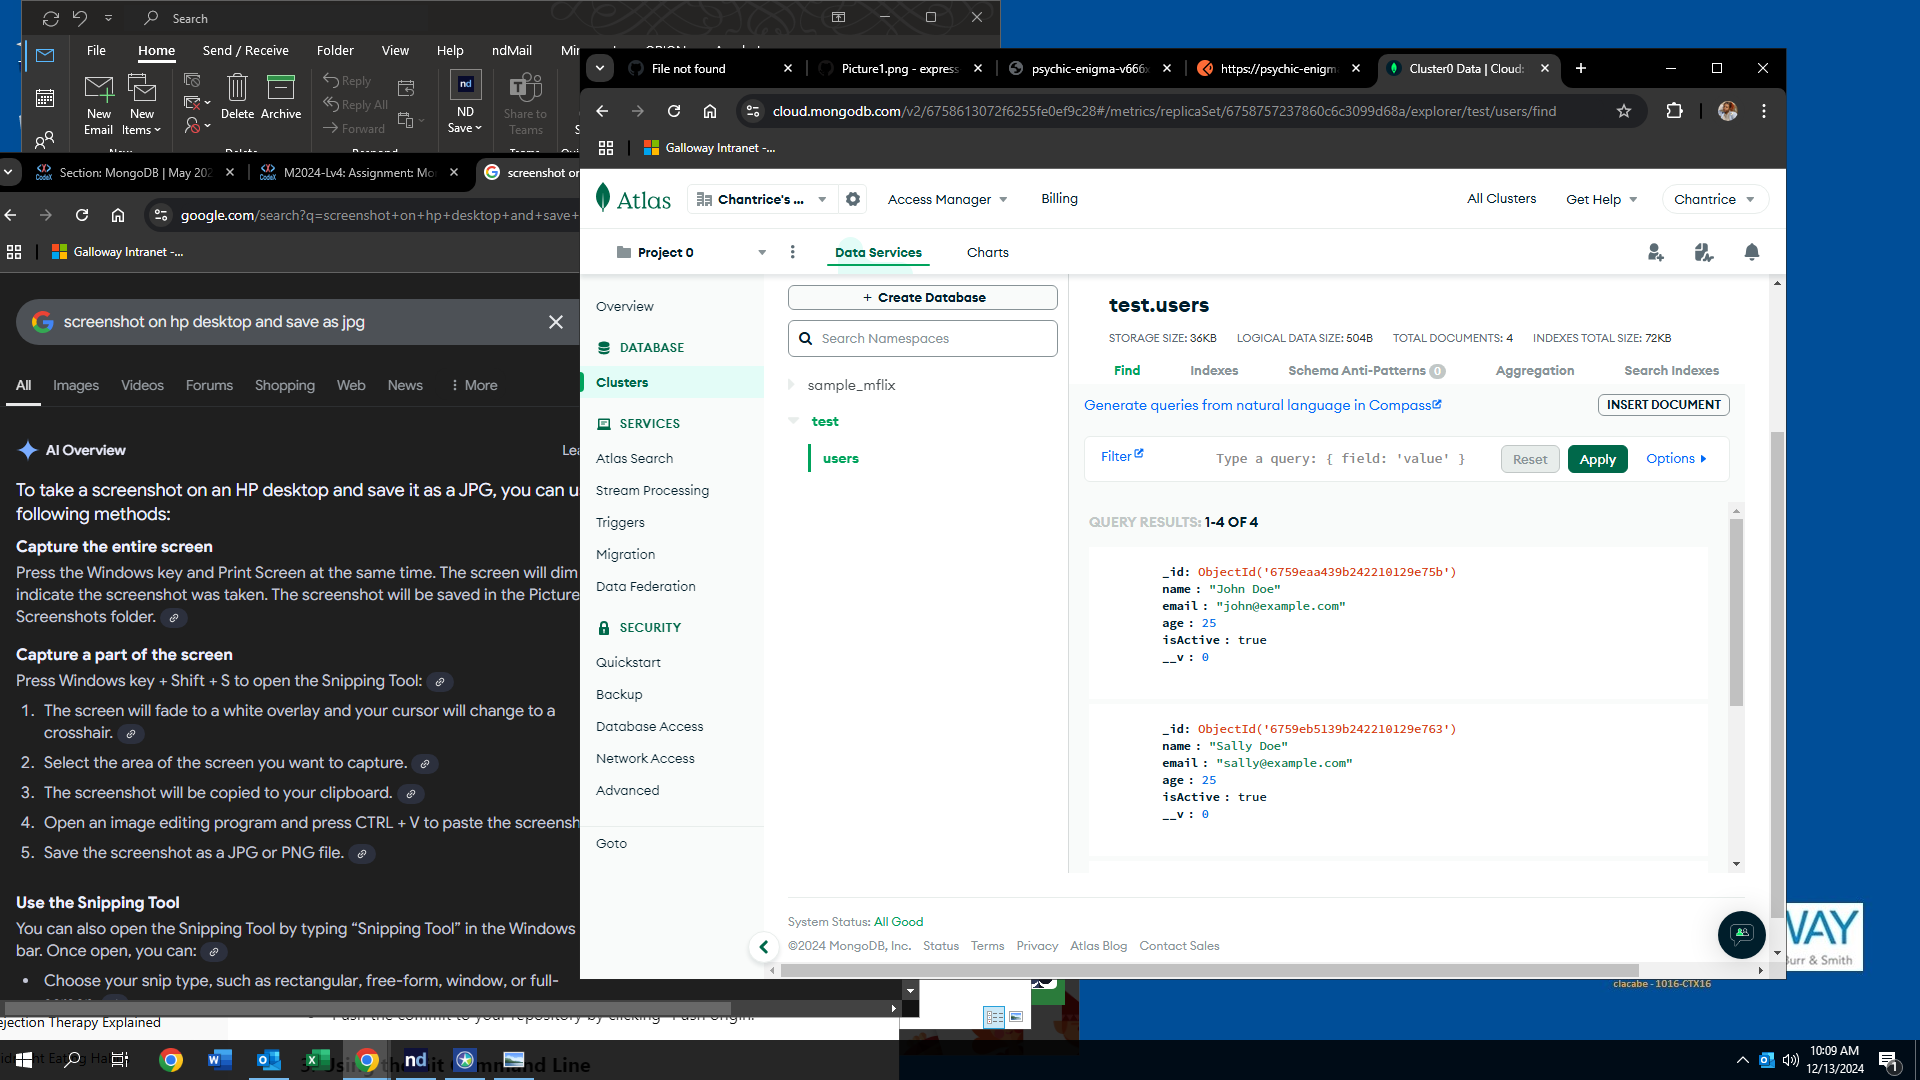 Search
File
Home
Send / Receive
Folder
View
Help
ndMail
New Email
New Items
Delete
Archive
Reply
Reply All
Forward
ND Save
Share to Teams
File not found
Picture1.png - express
psychic-enigma-v666
https://psychic-enigm
Cluster0 Data | Cloud:
cloud.mongodb.com/v2/6758613072f6255fe0ef9c28#/metrics/replicaSet/6758757237860c6c3099d68a/explorer/test/users/find
Galloway Intranet -...
Section: MongoDB | May 202
M2024-Lv4: Assignment: Mo
screenshot on
google.com/search?q=screenshot+on+hp+desktop+and+save+
Galloway Intranet -...
screenshot on hp desktop and save as jpg
All
Images
Videos
Forums
Shopping
Web
News
More
AI Overview
To take a screenshot on an HP desktop and save it as a JPG, you can u
following methods:
Capture the entire screen
Press the Windows key and Print Screen at the same time. The screen will dim
indicate the screenshot was taken. The screenshot will be saved in the Picture
Screenshots folder.
Capture a part of the screen
Press Windows key + Shift + S to open the Snipping Tool:
1. The screen will fade to a white overlay and your cursor will change to a
crosshair.
2. Select the area of the screen you want to capture.
3. The screenshot will be copied to your clipboard.
4. Open an image editing program and press CTRL + V to paste the screensh
5. Save the screenshot as a JPG or PNG file.
Use the Snipping Tool
You can also open the Snipping Tool by typing “Snipping Tool” in the Windows
bar. Once open, you can:
• Choose your snip type, such as rectangular, free-form, window, or full-
Atlas
Chantrice's ...
Access Manager
Billing
All Clusters
Get Help
Chantrice
Project 0
Data Services
Charts
Overview
DATABASE
Clusters
SERVICES
Atlas Search
Stream Processing
Triggers
Migration
Data Federation
SECURITY
Quickstart
Backup
Database Access
Network Access
Advanced
Goto
+ Create Database
Search Namespaces
sample_mflix
test
users
test.users
STORAGE SIZE: 36KB LOGICAL DATA SIZE: 504B TOTAL DOCUMENTS: 4 INDEXES TOTAL SIZE: 72KB
Find
Indexes
Schema Anti-Patterns 0
Aggregation
Search Indexes
Generate queries from natural language in Compass
INSERT DOCUMENT
Filter
Type a query: { field: 'value' }
Reset
Apply
Options
QUERY RESULTS: 1-4 OF 4
_id: ObjectId('6759eaa439b242210129e75b')
name : "John Doe"
email : "john@example.com"
age : 25
isActive : true
__v : 0
_id: ObjectId('6759eb5139b242210129e763')
name : "Sally Doe"
email : "sally@example.com"
age : 25
isActive : true
__v : 0
System Status: All Good
©2024 MongoDB, Inc. Status Terms Privacy Atlas Blog Contact Sales
WAY
Burr & Smith
clacabe - 1016-CTX16
ejection Therapy Explained
10:09 AM
12/13/2024
1